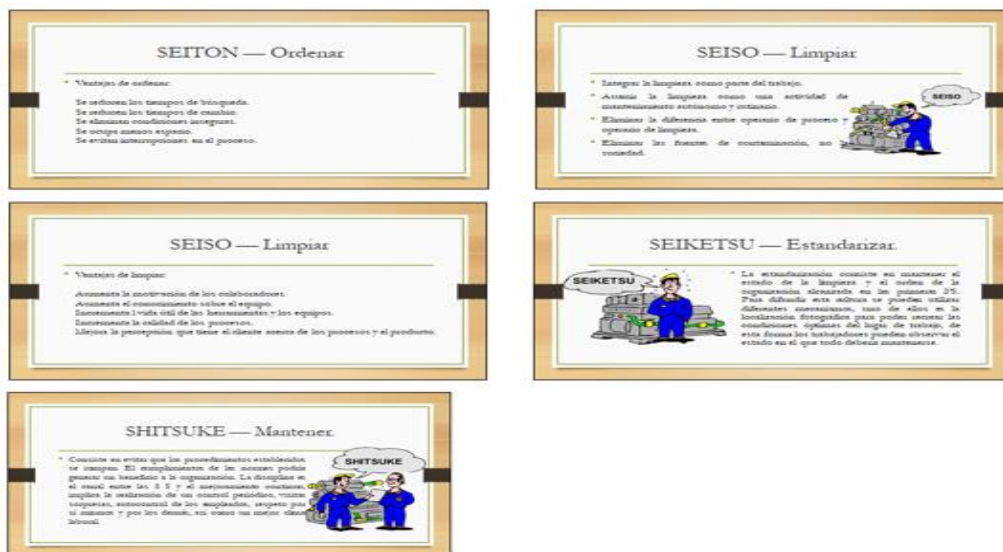 SEITON — Ordenar
• Ventajas de ordenar:
Se reducen los tiempos de búsqueda.
Se reducen los tiempos de cambio.
Se eliminan condiciones inseguras.
Se ocupa menos espacio.
Se evitan interrupciones en el proceso.
SEISO — Limpiar
• Integrar la limpieza como parte del trabajo.
• Asumir la limpieza como una actividad de
mantenimiento autónomo y rutinario.
• Eliminar la diferencia entre operario de proceso y
operario de limpieza.
• Eliminar las fuentes de contaminación, no la
suciedad.
SEISO
SEISO — Limpiar
• Ventajas de limpiar:
Aumenta la motivación de los colaboradores.
Aumenta el conocimiento sobre el equipo.
Incrementa l vida útil de las herramientas y los equipos.
Incrementa la calidad de los procesos.
Mejora la percepción que tiene el cliente acerca de los procesos y el producto.
SEIKETSU — Estandarizar.
SEIKETSU
• La estandarización consiste en mantener el
estado de la limpieza y el orden de la
organización alcanzada en las primeras 3'S.
Para difundir esta cultura se pueden utilizar
diferentes mecanismos, uno de ellos es la
localización fotográfica para poder mostrar las
condiciones óptimas del lugar de trabajo, de
esta forma los trabajadores pueden observar el
estado en el que todo debería mantenerse.
SHITSUKE — Mantener.
• Consiste en evitar que los procedimientos establecidos
se rompan. El cumplimiento de las normas podrá
generar un beneficio a la organización. La disciplina es
el canal entre las 5 S y el mejoramiento continuo,
implica la realización de un control periódico, visitas
sorpresas, autocontrol de los empleados, respeto por
sí mismos y por los demás, así como un mejor clima
laboral.
SHITSUKE